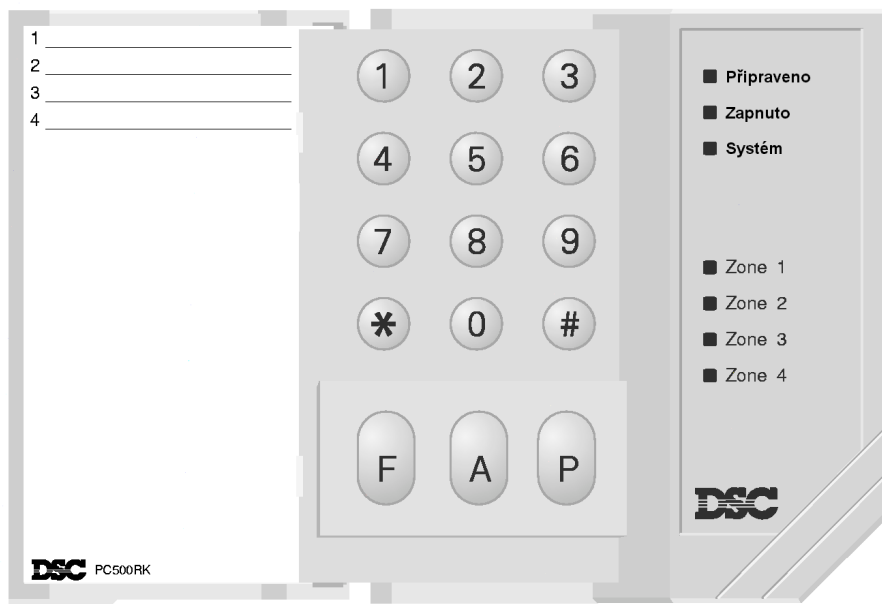 1
2
3
4
DSC PC500RK
1 2 3
4 5 6
7 8 9
* 0 #
F A P
Připraveno
Zapnuto
Systém
Zone 1
Zone 2
Zone 3
Zone 4
DSC